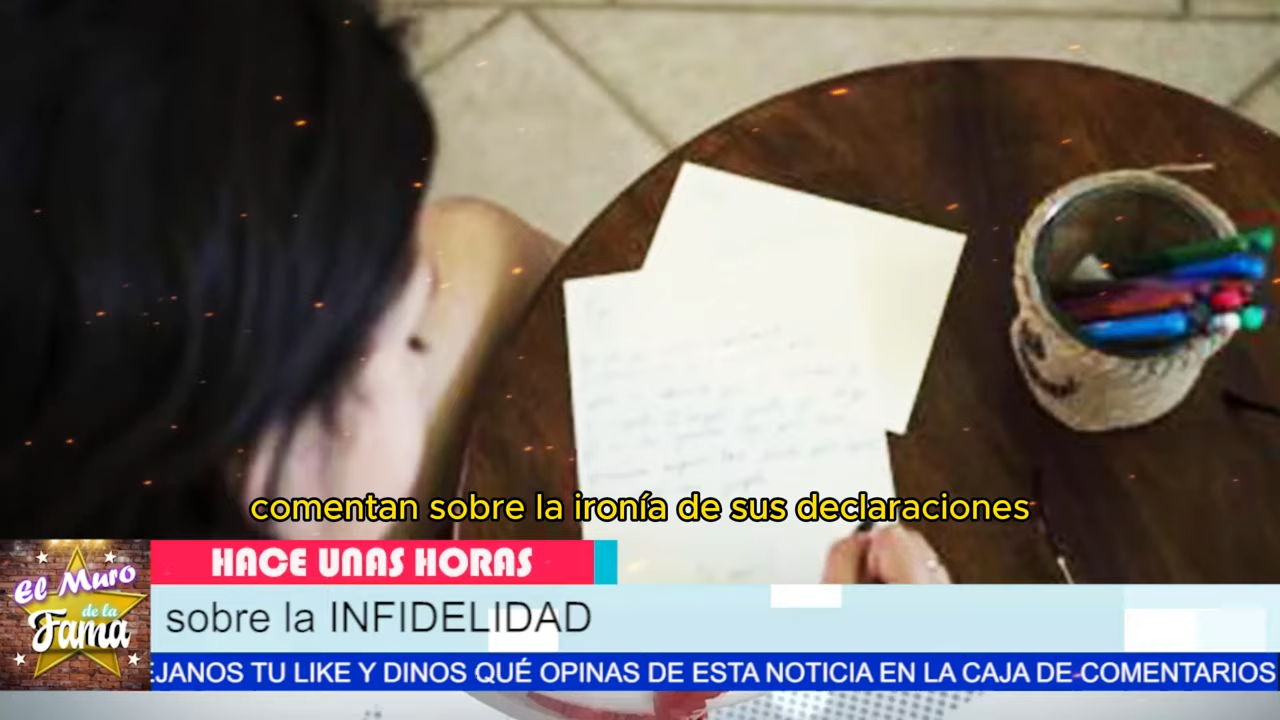 comentan sobre la ironía de sus declaraciones
HACE UNAS HORAS
El Muro
de la
Fama
sobre la INFIDELIDAD
EJANOS TU LIKE Y DINOS QUÉ OPINAS DE ESTA NOTICIA EN LA CAJA DE COMENTARIOS